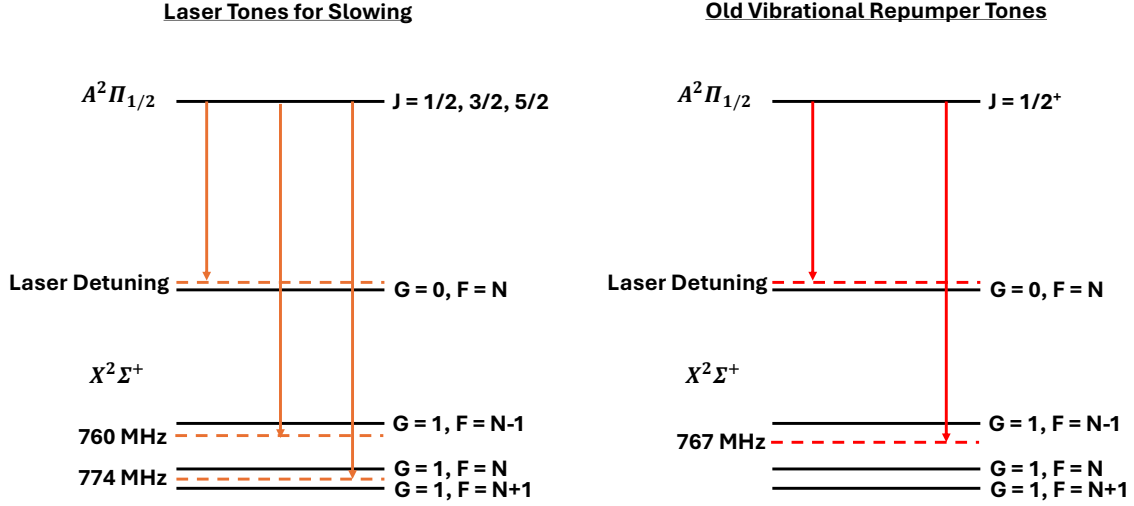 Laser Tones for Slowing
A²Π₁/₂
J = 1/2, 3/2, 5/2
Laser Detuning
G = 0, F = N
X²Σ⁺
G = 1, F = N-1
760 MHz
G = 1, F = N
774 MHz
G = 1, F = N+1
Old Vibrational Repumper Tones
A²Π₁/₂
J = 1/2⁺
Laser Detuning
G = 0, F = N
X²Σ⁺
G = 1, F = N-1
767 MHz
G = 1, F = N
G = 1, F = N+1